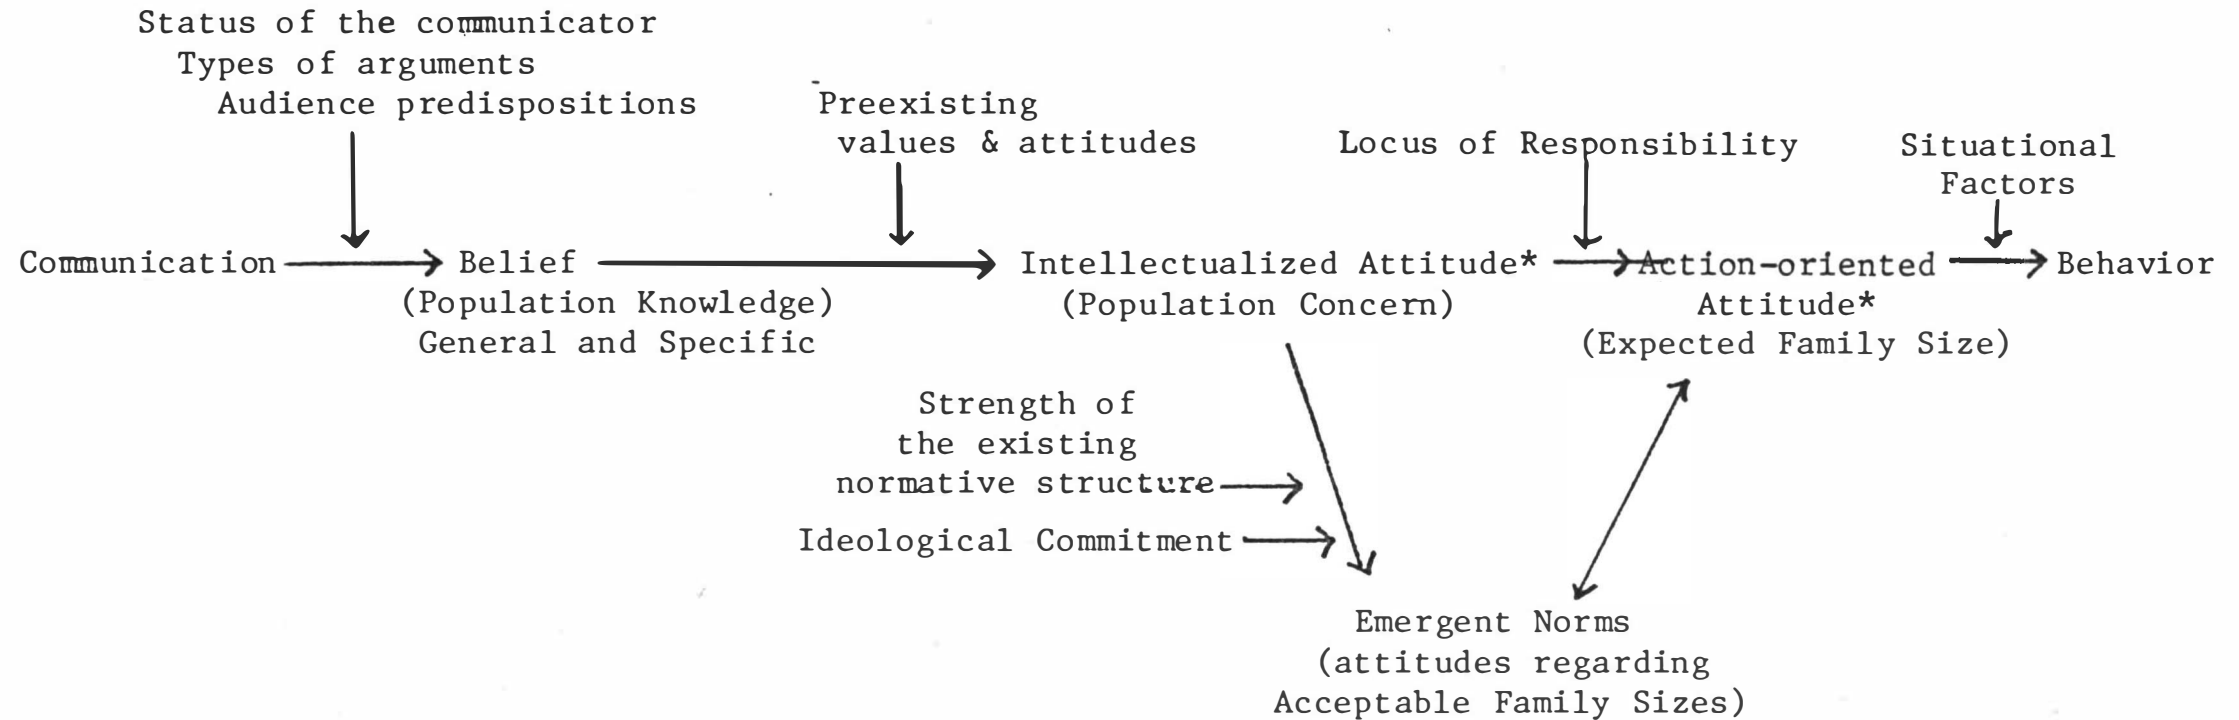 Status of the communicator
Types of arguments
Audience predispositions
Preexisting
values & attitudes
Locus of Responsibility
Situational
Factors
Communication
Belief
(Population Knowledge)
General and Specific
Intellectualized Attitude*
(Population Concern)
Action-oriented
Attitude*
(Expected Family Size)
Behavior
Strength of
the existing
normative structure
Ideological Commitment
Emergent Norms
(attitudes regarding
Acceptable Family Sizes)